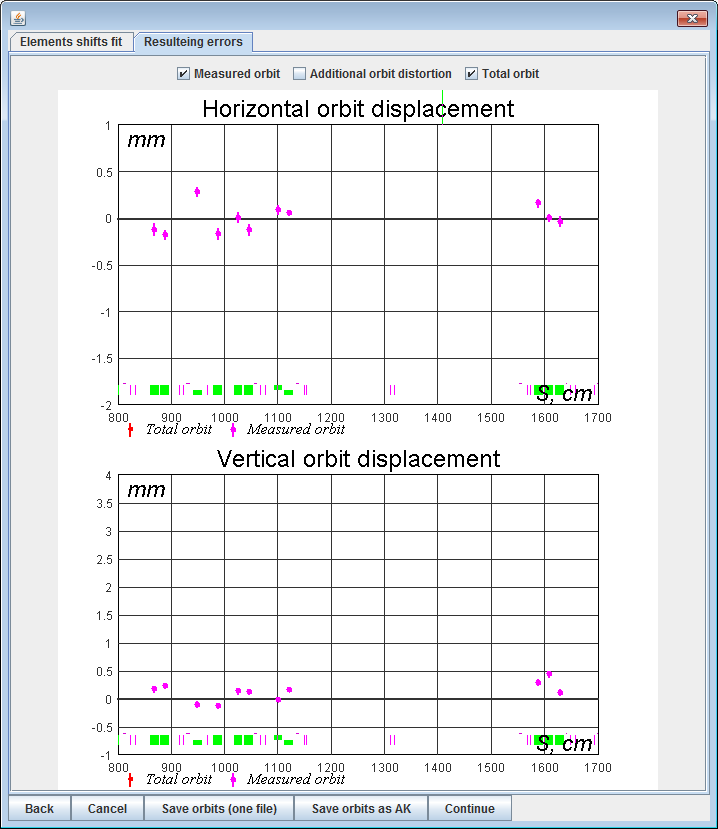 Elements shifts fit Resulteing errors
Measured orbit Additional orbit distortion Total orbit
Horizontal orbit displacement
1
mm
0.5
0
-0.5
-1
-1.5
-2
S, cm
800 900 1000 1100 1200 1300 1400 1500 1600 1700
Total orbit Measured orbit
Vertical orbit displacement
4
mm
3.5
3
2.5
2
1.5
1
0.5
0
-0.5
-1
S, cm
800 900 1000 1100 1200 1300 1400 1500 1600 1700
Total orbit Measured orbit
Back Cancel Save orbits (one file) Save orbits as AK Continue